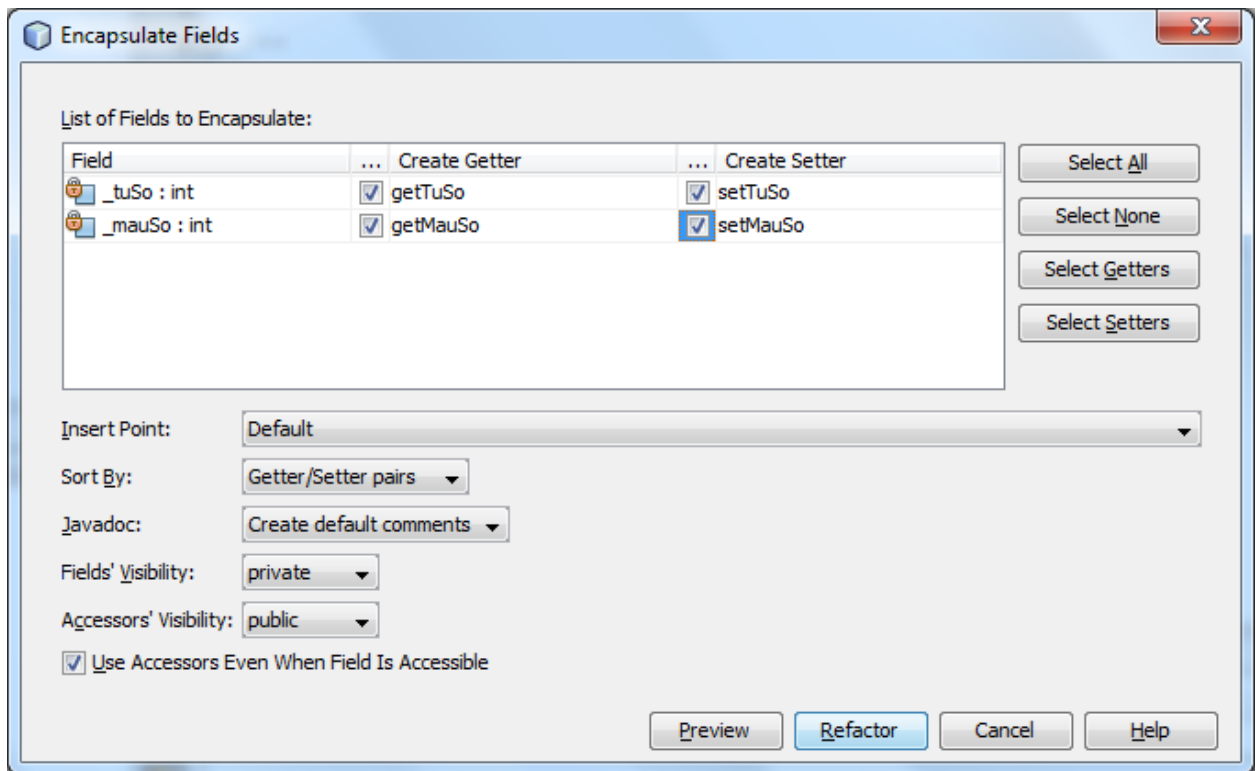 Encapsulate Fields
List of Fields to Encapsulate:
Field ... Create Getter ... Create Setter
_tuSo : int getTuSo setTuSo
_mauSo : int getMauSo setMauSo
Select All
Select None
Select Getters
Select Setters
Insert Point: Default
Sort By: Getter/Setter pairs
Javadoc: Create default comments
Fields' Visibility: private
Accessors' Visibility: public
Use Accessors Even When Field Is Accessible
Preview Refactor Cancel Help